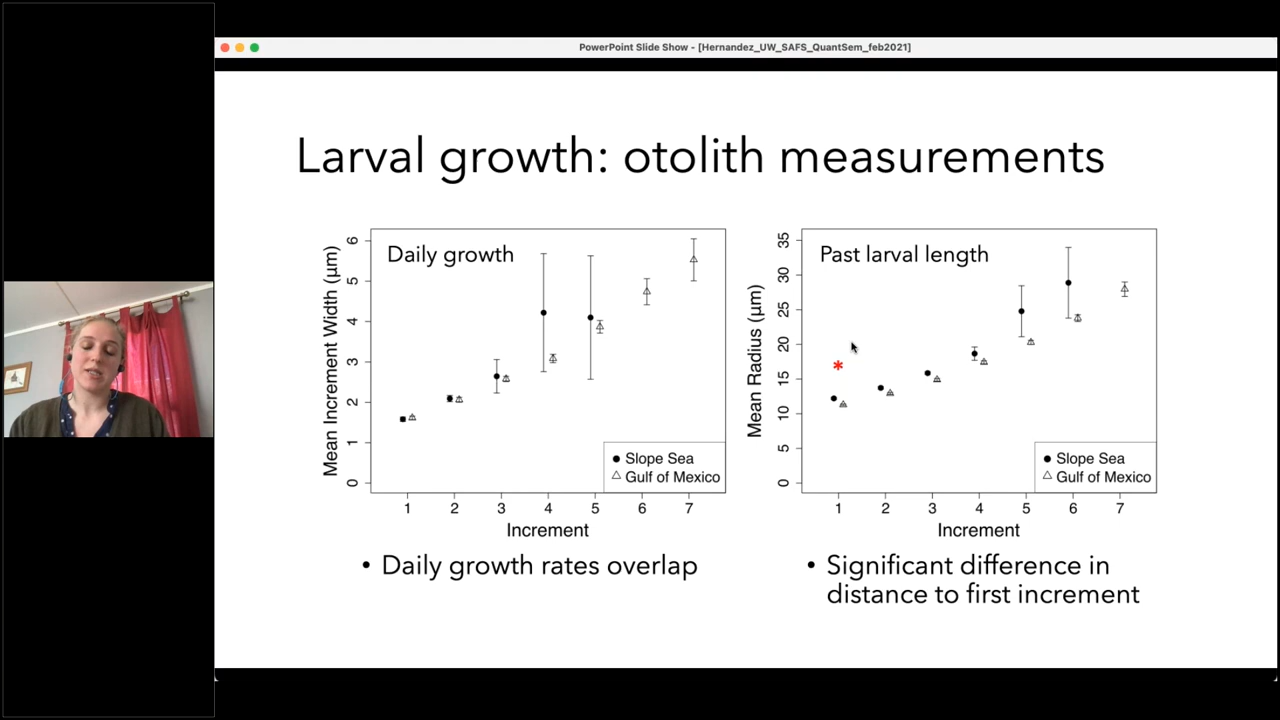 PowerPoint Slide Show - [Hernandez_UW_SAFS_QuantSem_feb2021]
Larval growth: otolith measurements
Daily growth
Mean Increment Width (µm)
6
5
4
3
2
1
0
1 2 3 4 5 6 7
Increment
Slope Sea
Gulf of Mexico
• Daily growth rates overlap
Past larval length
Mean Radius (µm)
35
30
25
20
15
10
5
0
*
1 2 3 4 5 6 7
Increment
Slope Sea
Gulf of Mexico
• Significant difference in
distance to first increment